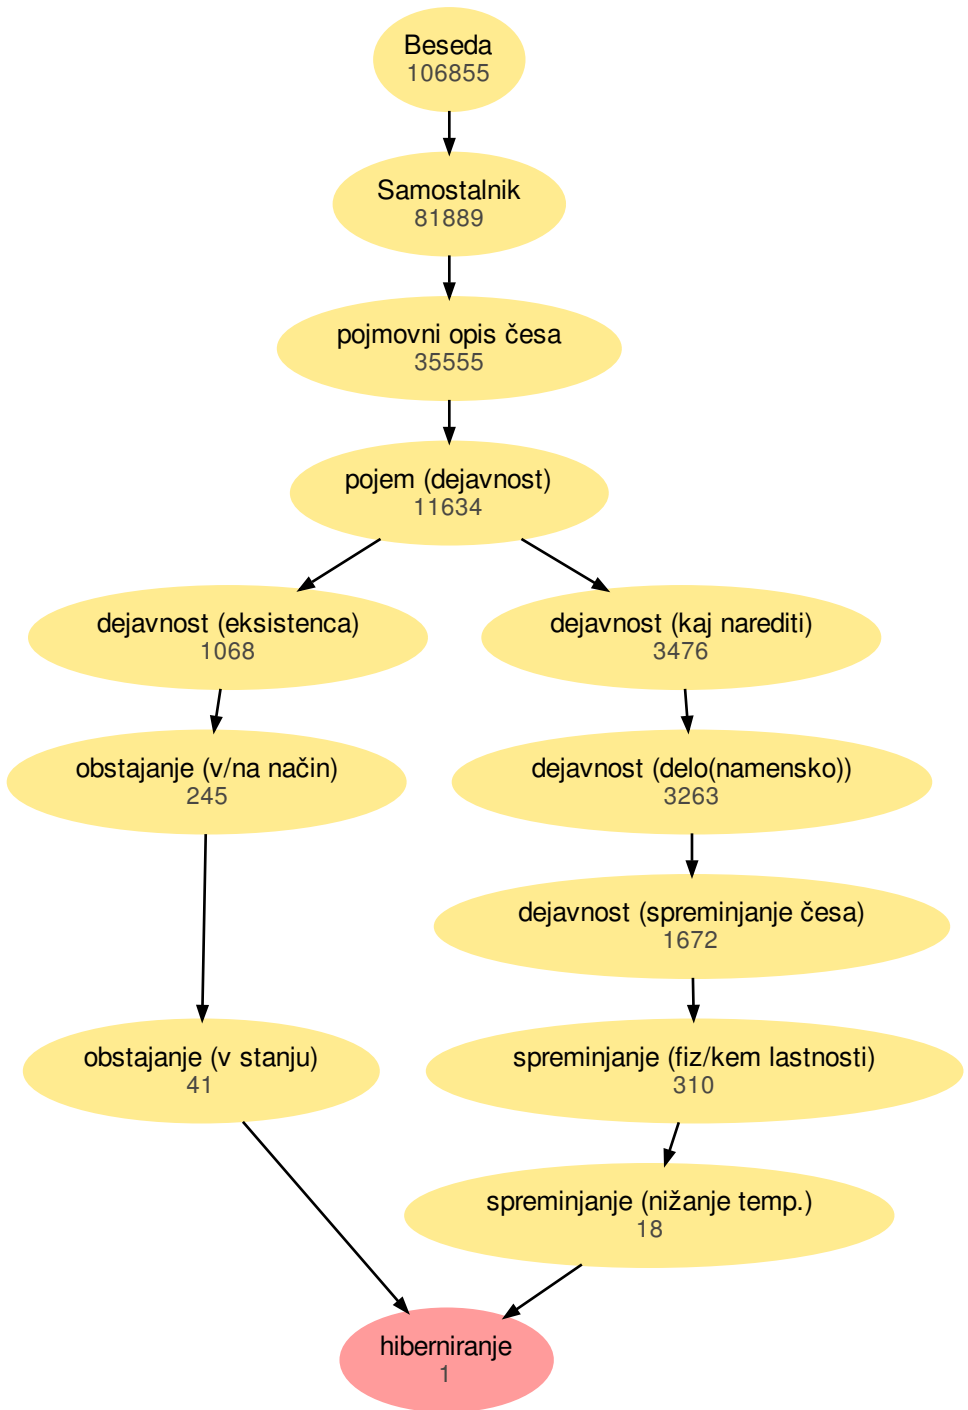 Beseda
106855
Samostalnik
81889
pojmovni opis česa
35555
pojem (dejavnost)
11634
dejavnost (eksistenca)
1068
dejavnost (kaj narediti)
3476
obstajanje (v/na način)
245
dejavnost (delo(namensko))
3263
dejavnost (spreminjanje česa)
1672
obstajanje (v stanju)
41
spreminjanje (fiz/kem lastnosti)
310
spreminjanje (nižanje temp.)
18
hiberniranje
1